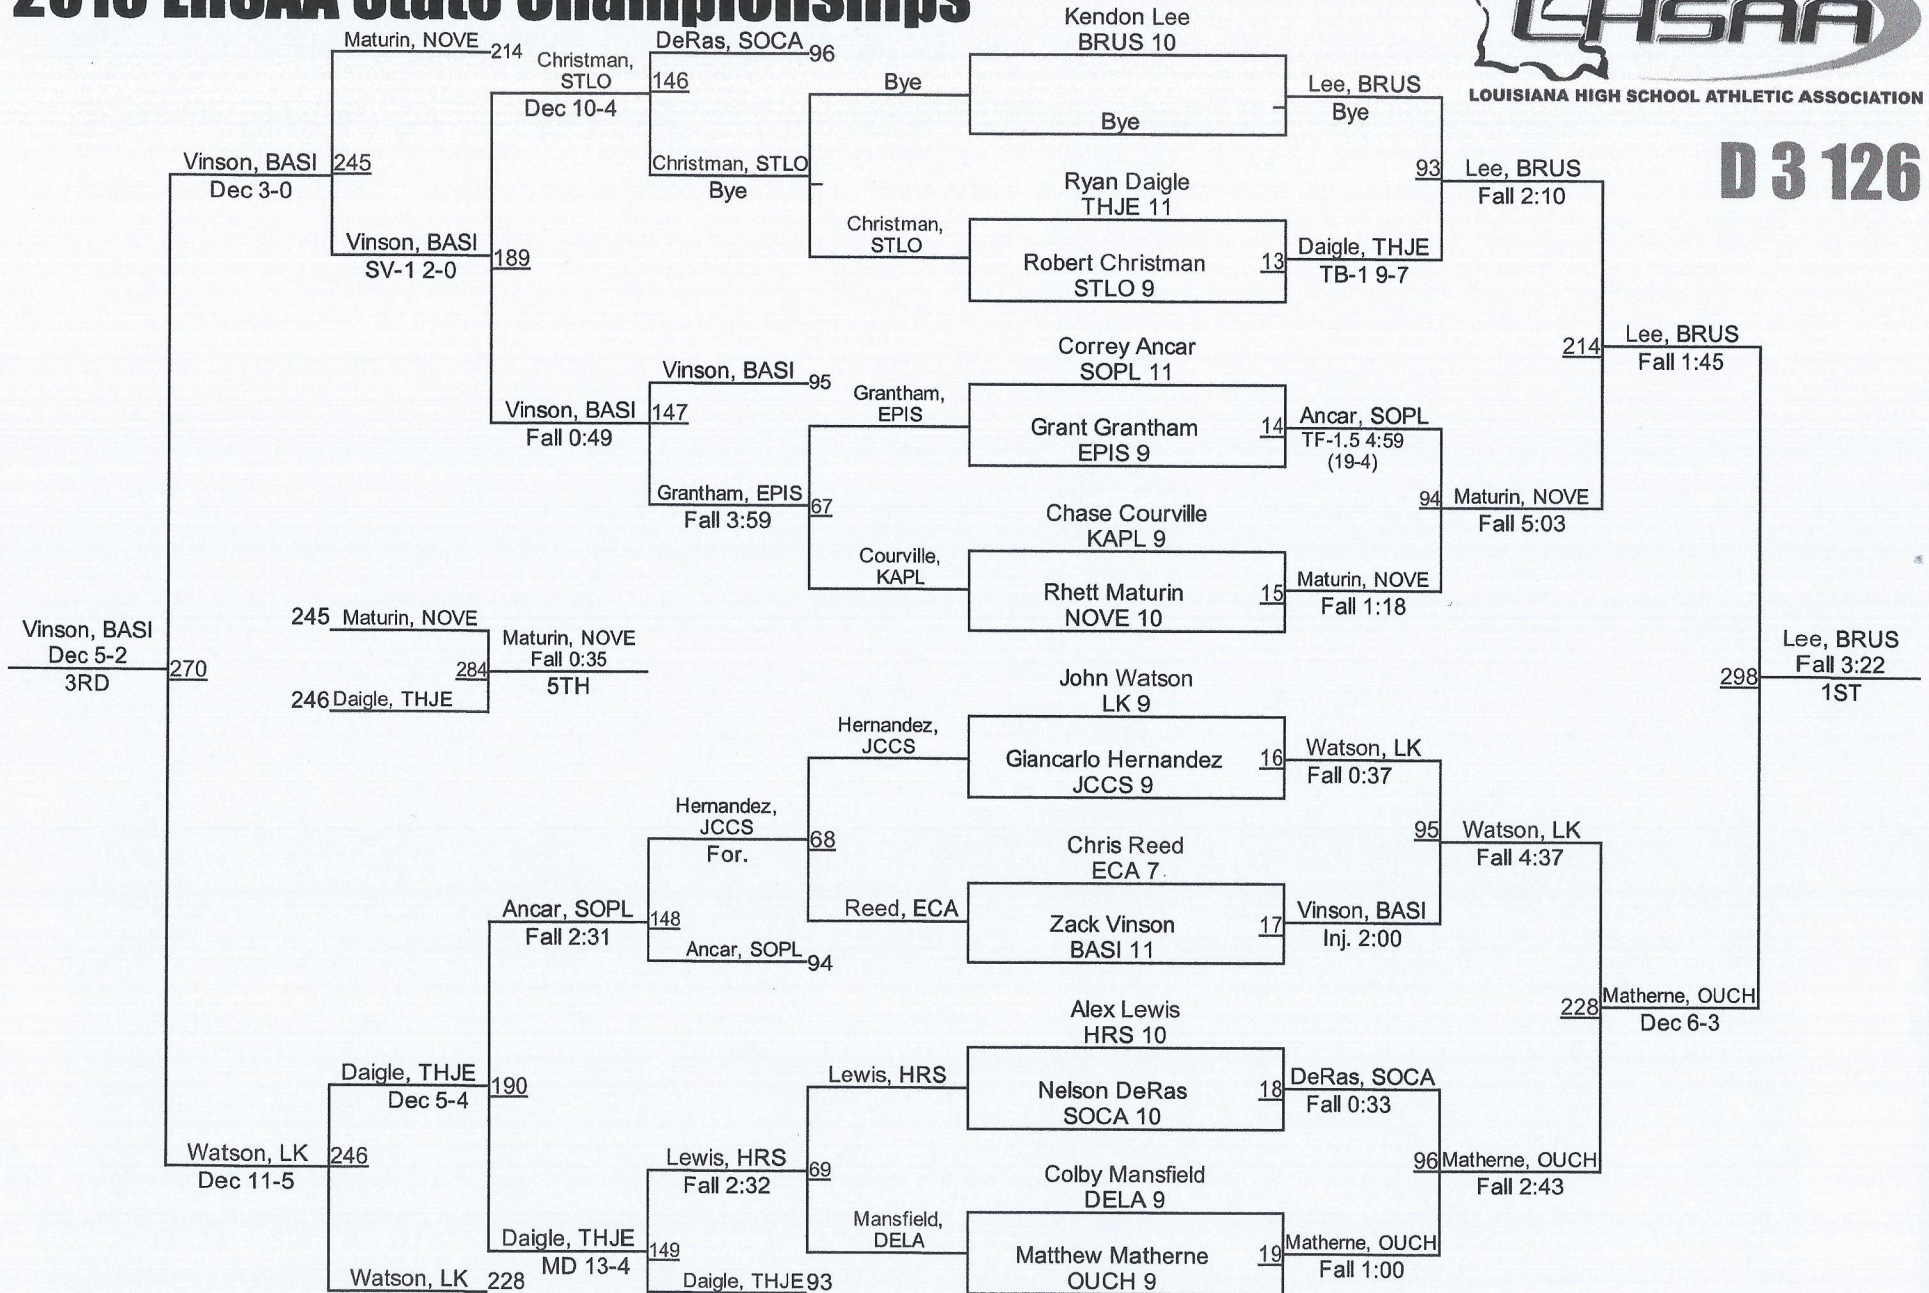 2016 LHSAA State Championships
LHSAA
LOUISIANA HIGH SCHOOL ATHLETIC ASSOCIATION
D 3 126
Kendon Lee
BRUS 10
Bye
Ryan Daigle
THJE 11
Robert Christman
STLO 9
13
Correy Ancar
SOPL 11
Grant Grantham
EPIS 9
14
Chase Courville
KAPL 9
Rhett Maturin
NOVE 10
15
John Watson
LK 9
Giancarlo Hernandez
JCCS 9
16
Chris Reed
ECA 7
Zack Vinson
BASI 11
17
Alex Lewis
HRS 10
Nelson DeRas
SOCA 10
18
Colby Mansfield
DELA 9
Matthew Matherne
OUCH 9
19
Lee, BRUS
Bye
Daigle, THJE
TB-1 9-7
Ancar, SOPL
TF-1.5 4:59
(19-4)
Maturin, NOVE
Fall 1:18
Watson, LK
Fall 0:37
Vinson, BASI
Inj. 2:00
DeRas, SOCA
Fall 0:33
Matherne, OUCH
Fall 1:00
93
Lee, BRUS
Fall 2:10
94
Maturin, NOVE
Fall 5:03
95
Watson, LK
Fall 4:37
96
Matherne, OUCH
Fall 2:43
214
Lee, BRUS
Fall 1:45
228
Matherne, OUCH
Dec 6-3
298
Lee, BRUS
Fall 3:22
1ST
Bye
Christman,
STLO
Grantham,
EPIS
Courville,
KAPL
Hernandez,
JCCS
Reed, ECA
Lewis, HRS
Mansfield,
DELA
DeRas, SOCA
96
Christman, STLO
Bye
Vinson, BASI
95
Grantham, EPIS
67
Fall 3:59
Hernandez,
JCCS
68
For.
Ancar, SOPL
94
Lewis, HRS
69
Fall 2:32
Daigle, THJE
93
Christman,
STLO
146
Dec 10-4
Vinson, BASI
147
Fall 0:49
Ancar, SOPL
148
Fall 2:31
Daigle, THJE
149
MD 13-4
Maturin, NOVE
214
Vinson, BASI
189
SV-1 2-0
Daigle, THJE
190
Dec 5-4
Watson, LK
228
Vinson, BASI
245
Dec 3-0
Watson, LK
246
Dec 11-5
Vinson, BASI
Dec 5-2
270
3RD
245
Maturin, NOVE
246
Daigle, THJE
284
Maturin, NOVE
Fall 0:35
5TH